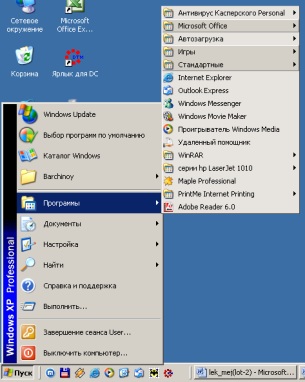 Сетевое окружение
Microsoft Office Ex...
Корзина
Ярлык для DC
Антивирус Касперского Personal
Microsoft Office
Автозагрузка
Игры
Стандартные
Internet Explorer
Outlook Express
Windows Messenger
Windows Movie Maker
Проигрыватель Windows Media
Удаленный помощник
WinRAR
серии hp LaserJet 1010
Maple Professional
PrintMe Internet Printing
Adobe Reader 6.0
Windows Update
Выбор программ по умолчанию
Каталог Windows
Barchinoy
Программы
Документы
Настройка
Найти
Справка и поддержка
Выполнить...
Завершение сеанса User...
Выключить компьютер...
Windows XP Professional
Пуск
lek_mej(lot-2) - Microsoft...